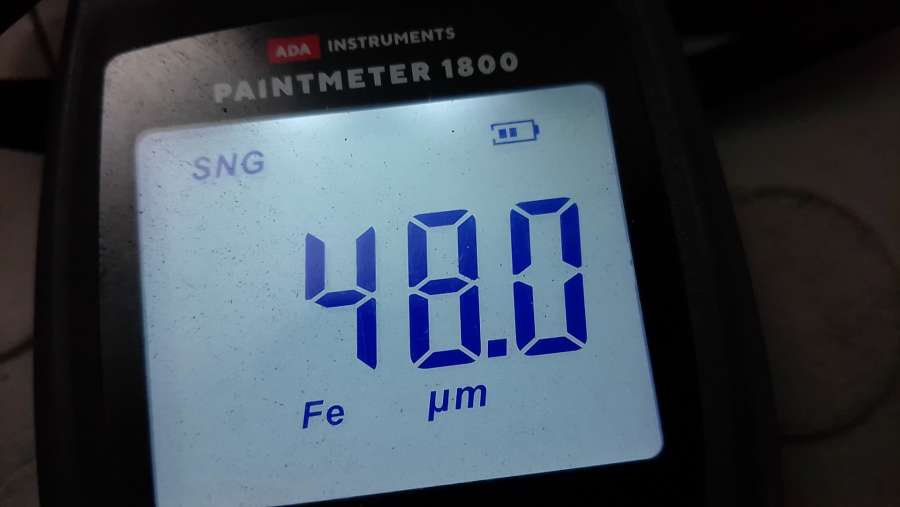 ADA INSTRUMENTS
PAINTMETER 1800
SNG
48.0
Fe μm